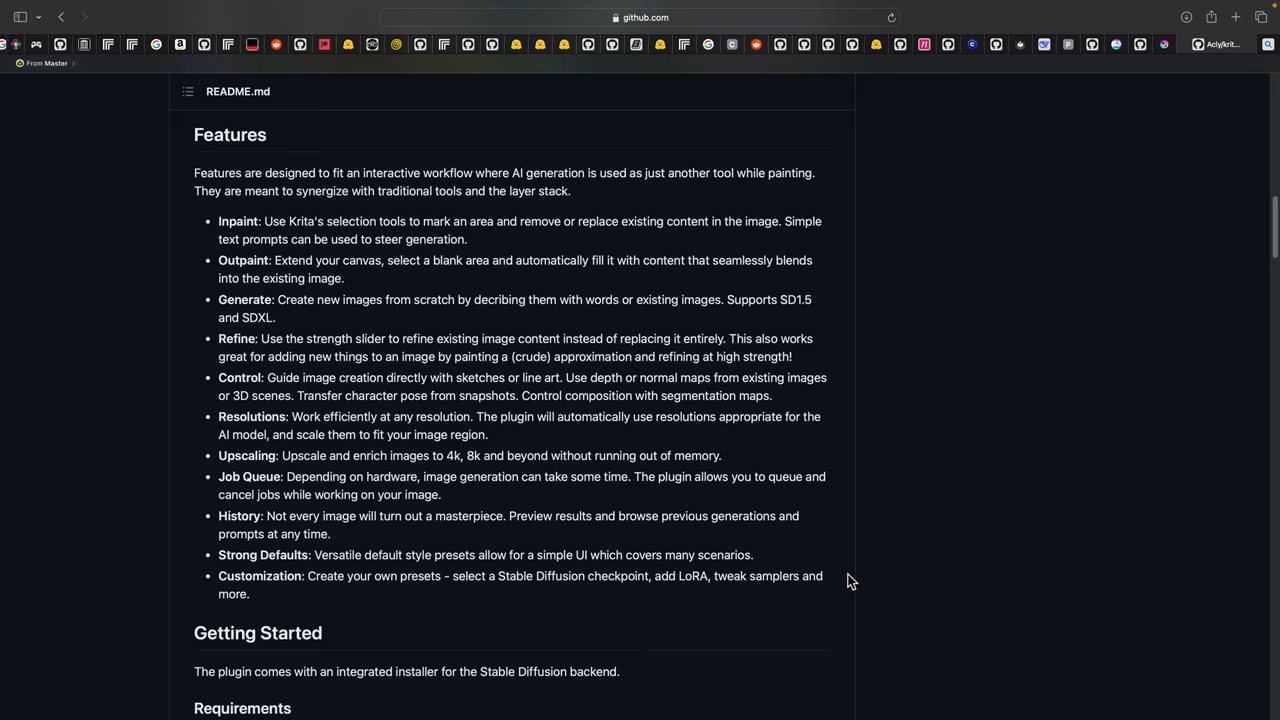 github.com
Acly/krit...
From Master
README.md
Features
Features are designed to fit an interactive workflow where AI generation is used as just another tool while painting.
They are meant to synergize with traditional tools and the layer stack.
• Inpaint: Use Krita's selection tools to mark an area and remove or replace existing content in the image. Simple
text prompts can be used to steer generation.
• Outpaint: Extend your canvas, select a blank area and automatically fill it with content that seamlessly blends
into the existing image.
• Generate: Create new images from scratch by decribing them with words or existing images. Supports SD1.5
and SDXL.
• Refine: Use the strength slider to refine existing image content instead of replacing it entirely. This also works
great for adding new things to an image by painting a (crude) approximation and refining at high strength!
• Control: Guide image creation directly with sketches or line art. Use depth or normal maps from existing images
or 3D scenes. Transfer character pose from snapshots. Control composition with segmentation maps.
• Resolutions: Work efficiently at any resolution. The plugin will automatically use resolutions appropriate for the
AI model, and scale them to fit your image region.
• Upscaling: Upscale and enrich images to 4k, 8k and beyond without running out of memory.
• Job Queue: Depending on hardware, image generation can take some time. The plugin allows you to queue and
cancel jobs while working on your image.
• History: Not every image will turn out a masterpiece. Preview results and browse previous generations and
prompts at any time.
• Strong Defaults: Versatile default style presets allow for a simple UI which covers many scenarios.
• Customization: Create your own presets - select a Stable Diffusion checkpoint, add LoRA, tweak samplers and
more.
Getting Started
The plugin comes with an integrated installer for the Stable Diffusion backend.
Requirements